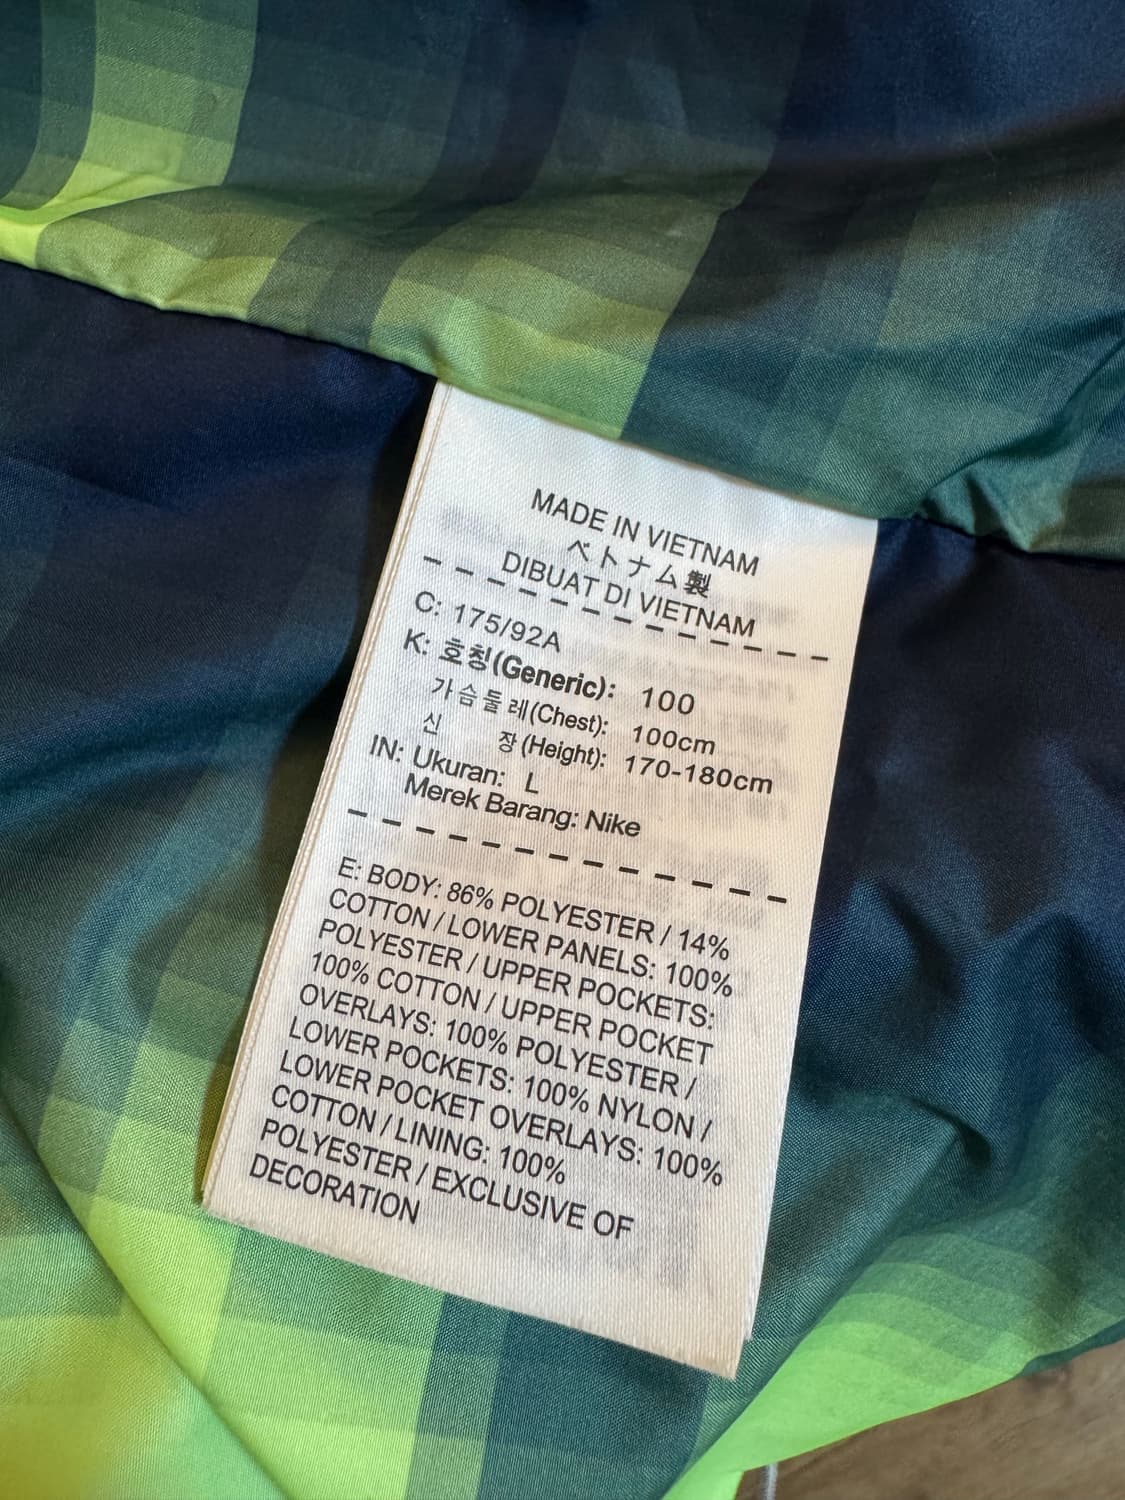 MADE IN VIETNAM
ベトナム製
DIBUAT DI VIETNAM
C: 175/92A
K: 호칭(Generic): 100
가슴둘레(Chest): 100cm
신 장(Height): 170-180cm
IN: Ukuran: L
Merek Barang: Nike
E: BODY: 86% POLYESTER / 14%
COTTON / LOWER PANELS: 100%
POLYESTER / UPPER POCKETS:
100% COTTON / UPPER POCKET
OVERLAYS: 100% POLYESTER /
LOWER POCKETS: 100% NYLON /
LOWER POCKET OVERLAYS: 100%
COTTON / LINING: 100%
POLYESTER / EXCLUSIVE OF
DECORATION